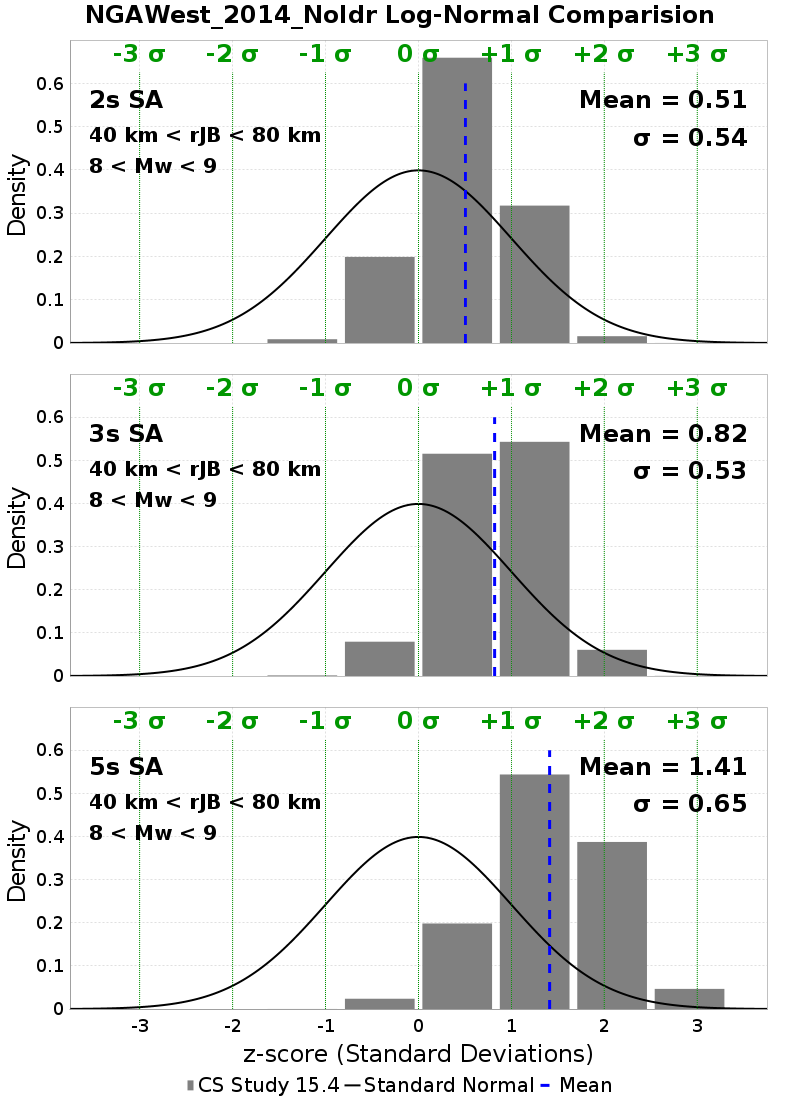 NGAWest_2014_NoIdr Log-Normal Comparision
-3 σ -2 σ -1 σ 0 σ +1 σ +2 σ +3 σ
2s SA
40 km < rJB < 80 km
8 < Mw < 9
Mean = 0.51
σ = 0.54
Density
0.6
0.5
0.4
0.3
0.2
0.1
0
-3 σ -2 σ -1 σ 0 σ +1 σ +2 σ +3 σ
3s SA
40 km < rJB < 80 km
8 < Mw < 9
Mean = 0.82
σ = 0.53
Density
0.6
0.5
0.4
0.3
0.2
0.1
0
-3 σ -2 σ -1 σ 0 σ +1 σ +2 σ +3 σ
5s SA
40 km < rJB < 80 km
8 < Mw < 9
Mean = 1.41
σ = 0.65
Density
0.6
0.5
0.4
0.3
0.2
0.1
0
-3 -2 -1 0 1 2 3
z-score (Standard Deviations)
CS Study 15.4 Standard Normal Mean